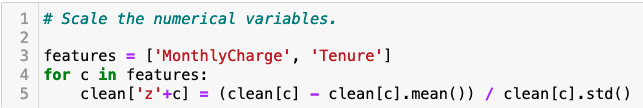 1 # Scale the numerical variables.
2
3 features = ['MonthlyCharge', 'Tenure']
4 for c in features:
5     clean['z'+c] = (clean[c] - clean[c].mean()) / clean[c].std()